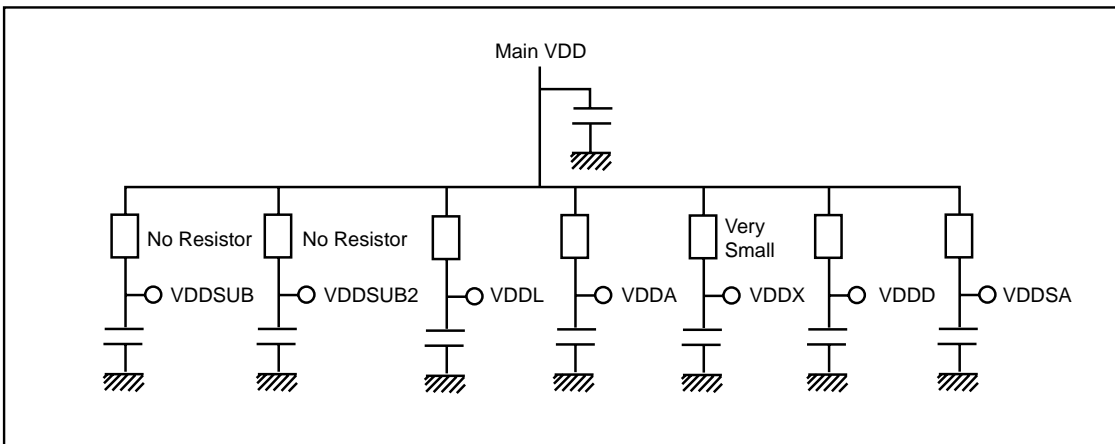 Main VDD
No Resistor
No Resistor
Very
Small
VDDSUB
VDDSUB2
VDDL
VDDA
VDDX
VDDD
VDDSA